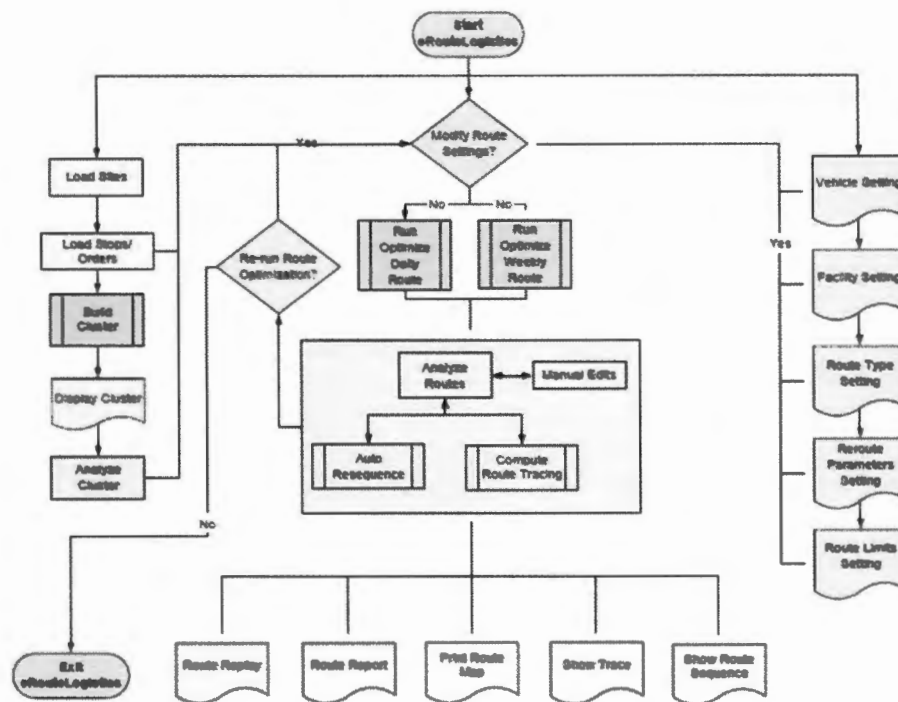 Start
eRouteLogistics
Modify Route
Settings?
Yes
Load Sites
Load Stops/
Orders
Build
Cluster
Display Cluster
Analyze
Cluster
Re-run Route
Optimization?
No
No
Run
Optimize
Daily
Route
Run
Optimize
Weekly
Route
Yes
Vehicle Setting
Facility Setting
Route Type
Setting
Reroute
Parameters
Setting
Route Limits
Setting
Analyze
Routes
Manual Edits
Auto
Resequence
Compute
Route Tracing
No
Exit
eRouteLogistics
Route Replay
Route Report
Print Route
Map
Show Trace
Show Route
Sequence